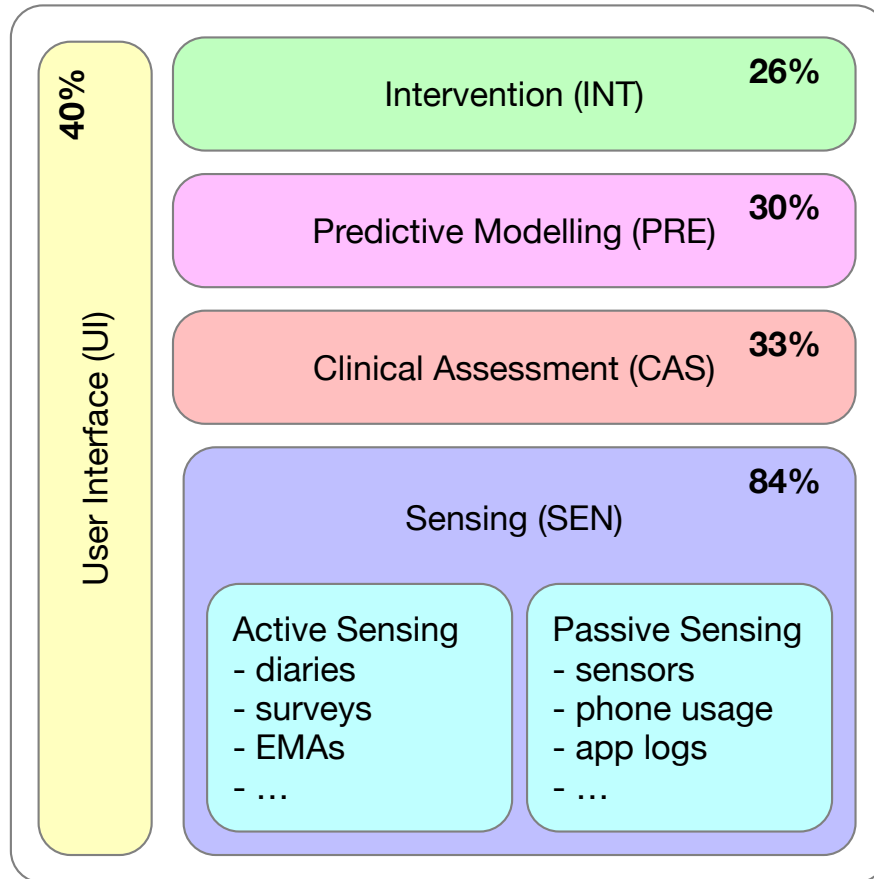 40%
User Interface (UI)
26%
Intervention (INT)
30%
Predictive Modelling (PRE)
33%
Clinical Assessment (CAS)
84%
Sensing (SEN)
Active Sensing
- diaries
- surveys
- EMAs
- …
Passive Sensing
- sensors
- phone usage
- app logs
- …